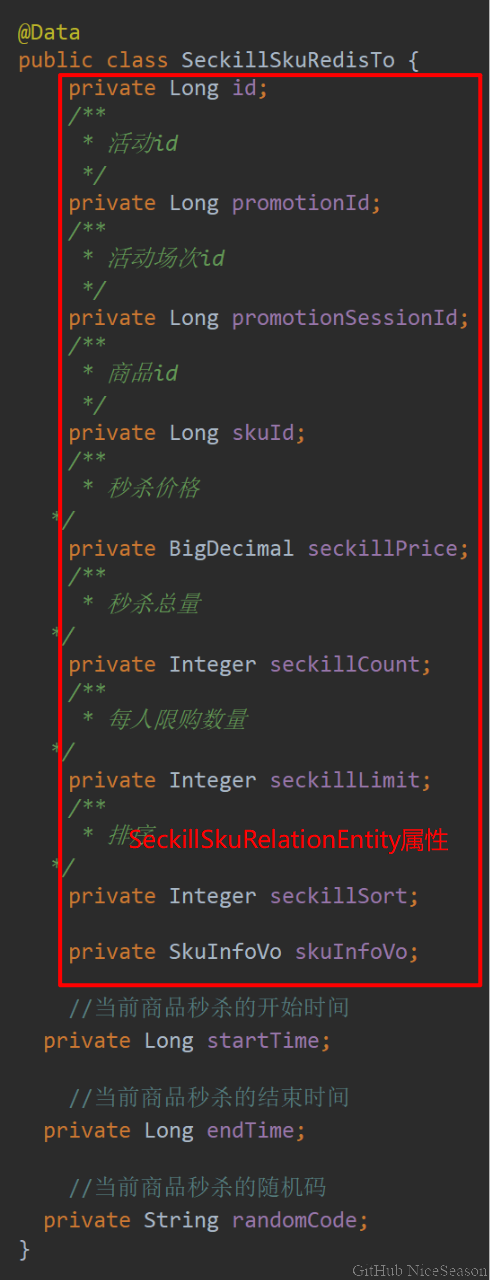 @Data
public class SeckillSkuRedisTo {
private Long id;
/**
* 活动id
*/
private Long promotionId;
/**
* 活动场次id
*/
private Long promotionSessionId;
/**
* 商品id
*/
private Long skuId;
/**
* 秒杀价格
*/
private BigDecimal seckillPrice;
/**
* 秒杀总量
*/
private Integer seckillCount;
/**
* 每人限购数量
*/
private Integer seckillLimit;
/**
* 排序
SeckillSkuRelationEntity属性
*/
private Integer seckillSort;
private SkuInfoVo skuInfoVo;
//当前商品秒杀的开始时间
private Long startTime;
//当前商品秒杀的结束时间
private Long endTime;
//当前商品秒杀的随机码
private String randomCode;
}
GitHub NiceSeason